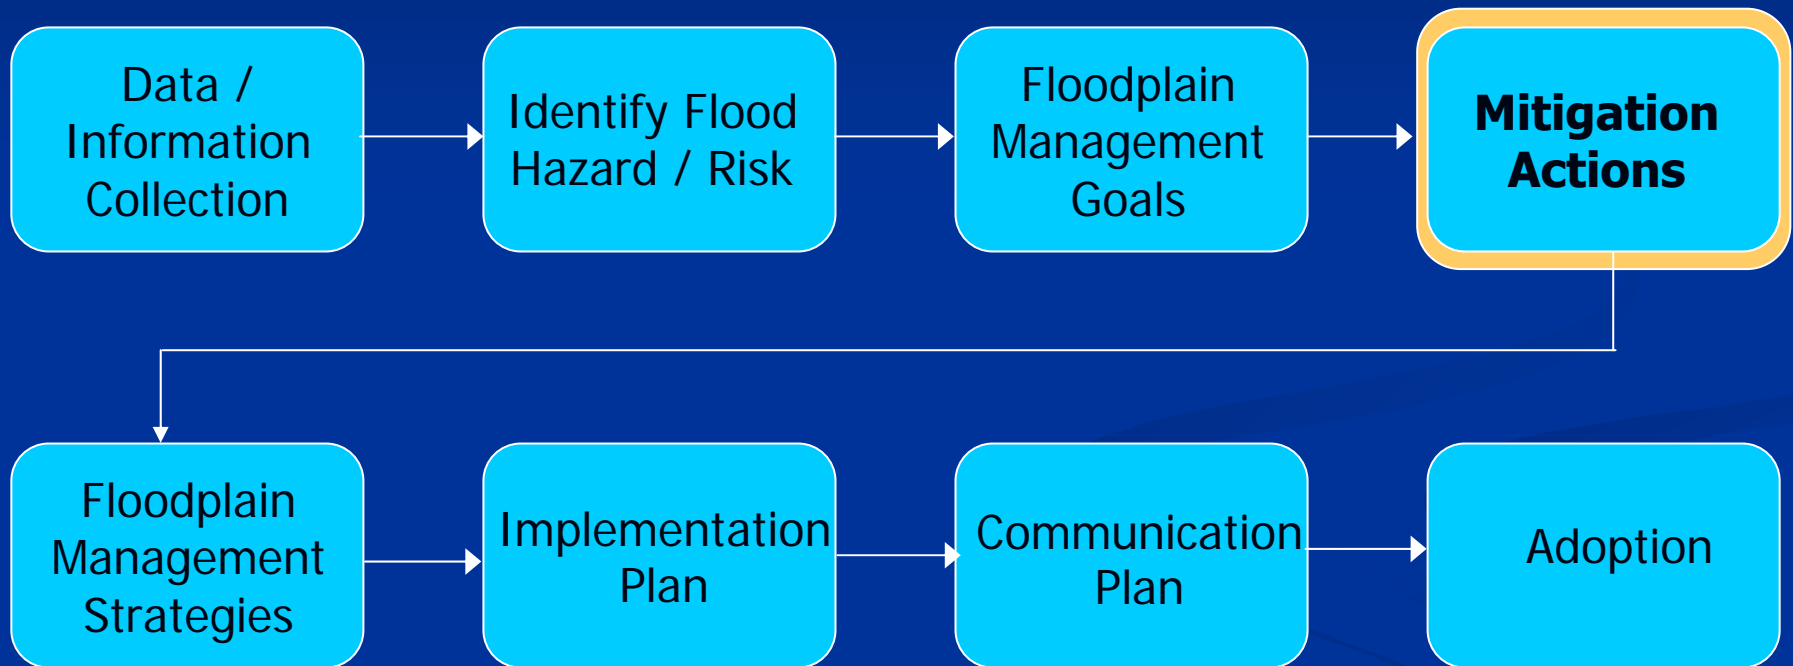 Data /
Information
Collection
Identify Flood
Hazard / Risk
Floodplain
Management
Goals
Mitigation
Actions
Floodplain
Management
Strategies
Implementation
Plan
Communication
Plan
Adoption